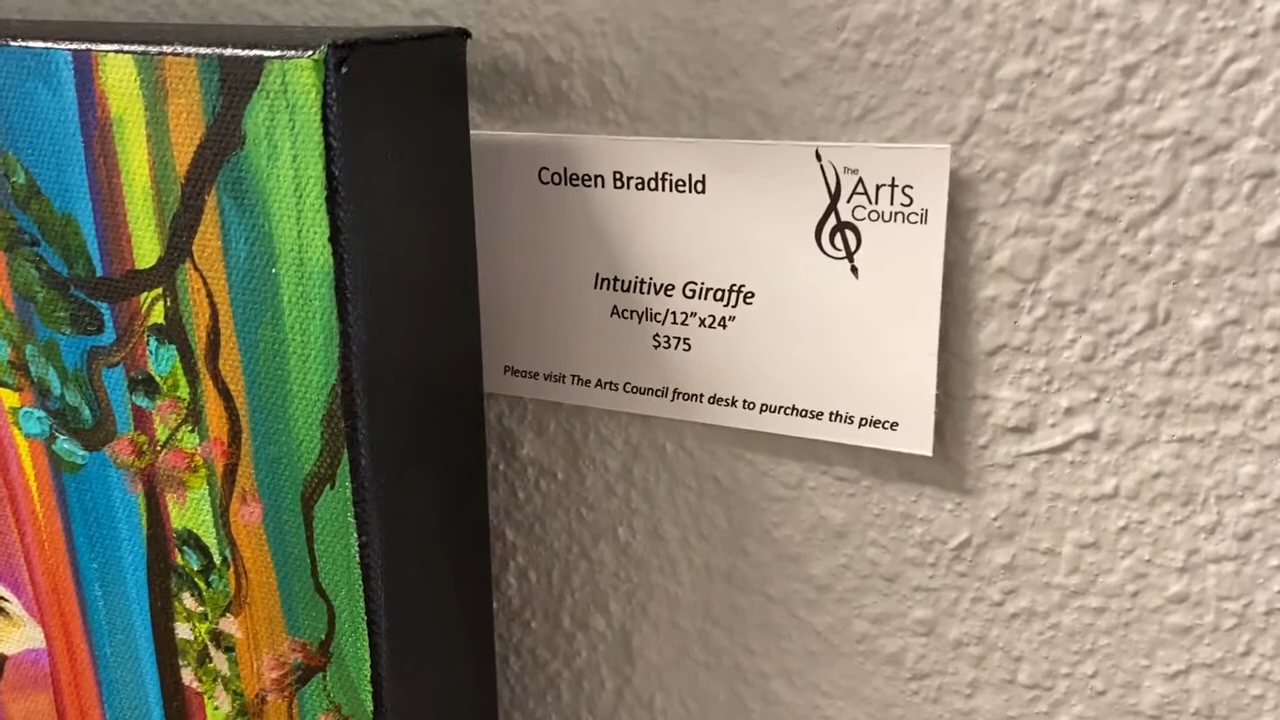 Coleen Bradfield
The
Arts
Council
Intuitive Giraffe
Acrylic/12”x24”
$375
Please visit The Arts Council front desk to purchase this piece